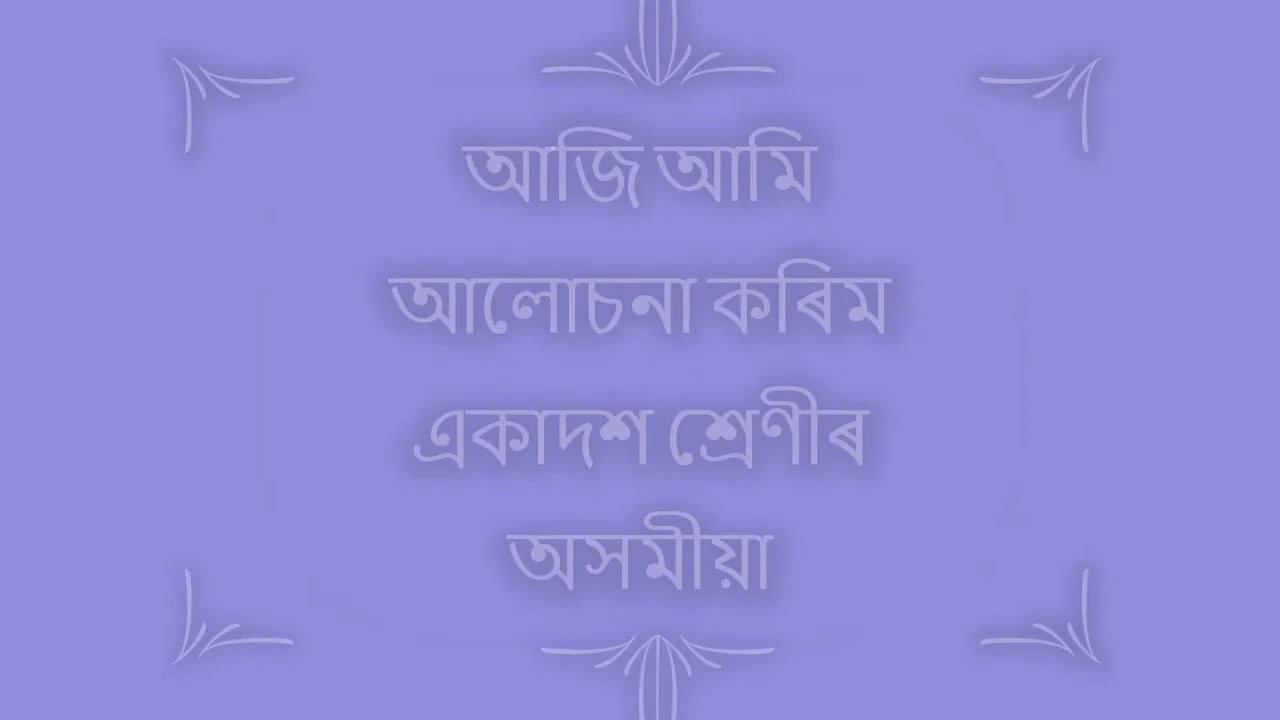 আজি আমি
আলোচনা কৰিম
একাদশ শ্ৰেণীৰ
অসমীয়া